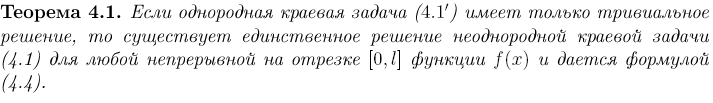 Теорема 4.1. Если однородная краевая задача (4.1′) имеет только тривиальное
решение, то существует единственное решение неоднородной краевой задачи
(4.1) для любой непрерывной на отрезке [0, l] функции f(x) и дается формулой
(4.4).